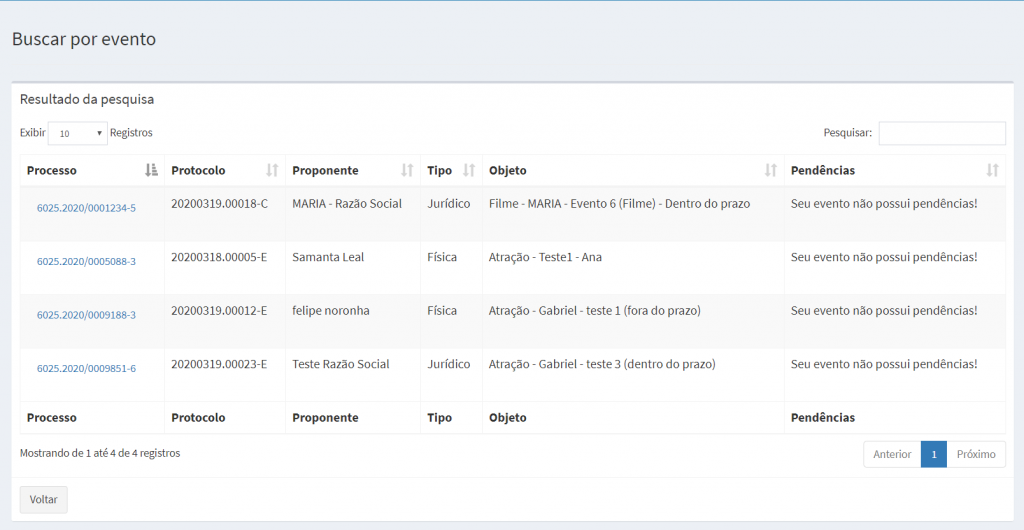 Buscar por evento
Resultado da pesquisa
Exibir 10 Registros Pesquisar:
Processo Protocolo Proponente Tipo Objeto Pendências
6025.2020/0001234-5 20200319.00018-C MARIA - Razão Social Jurídico Filme - MARIA - Evento 6 (Filme) - Dentro do prazo Seu evento não possui pendências!
6025.2020/0005088-3 20200318.00005-E Samanta Leal Física Atração - Teste1 - Ana Seu evento não possui pendências!
6025.2020/0009188-3 20200319.00012-E felipe noronha Física Atração - Gabriel - teste 1 (fora do prazo) Seu evento não possui pendências!
6025.2020/0009851-6 20200319.00023-E Teste Razão Social Jurídico Atração - Gabriel - teste 3 (dentro do prazo) Seu evento não possui pendências!
Processo Protocolo Proponente Tipo Objeto Pendências
Mostrando de 1 até 4 de 4 registros Anterior 1 Próximo
Voltar